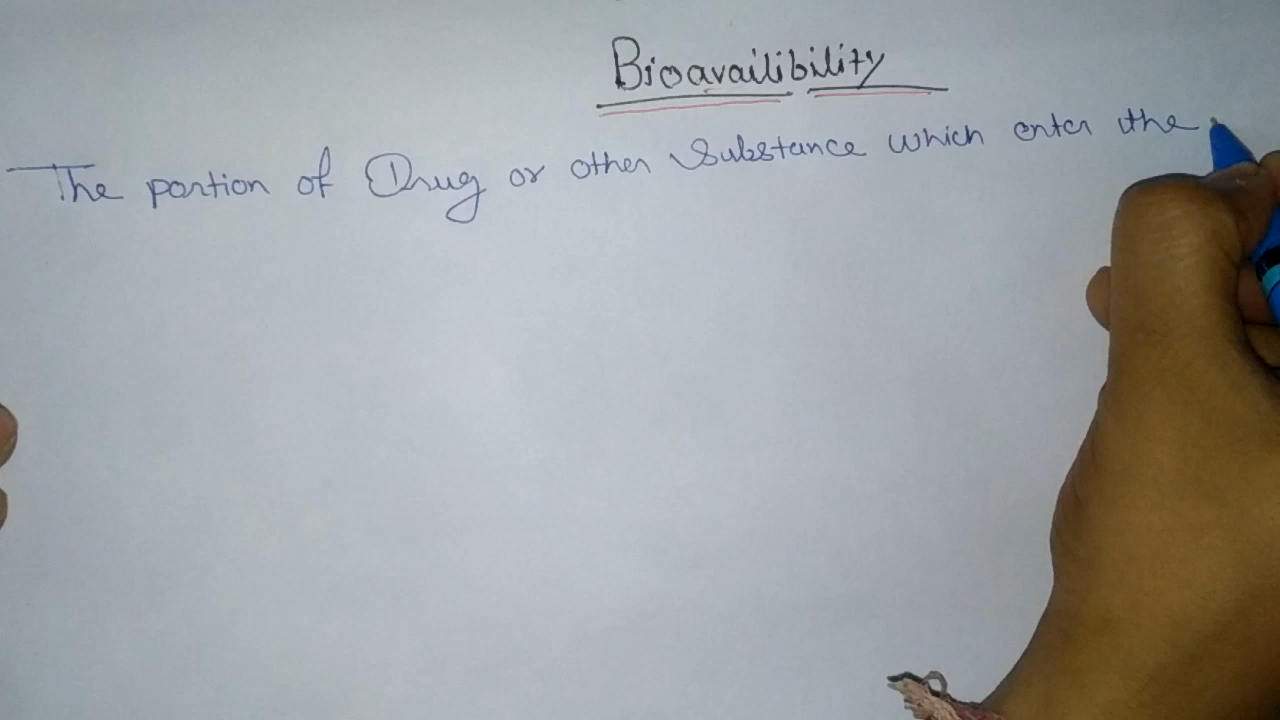 Bioavailibility
The portion of Drug or other Substance which enter the